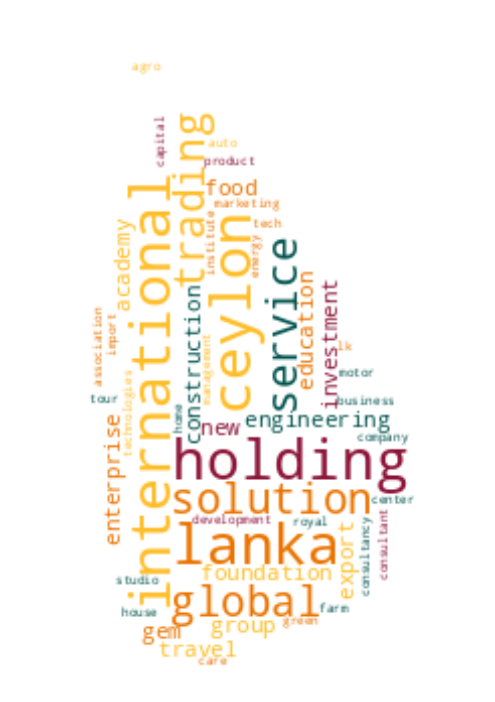 agro
capital
trading
auto
product
international
food
marketing
institute
tech
ceylon
academy
energy
service
education
construction
investment
association
import
management
lk
technologies
motor
tour
home
business
new
engineering
enterprise
company
holding
solution
center
development
royal
consultancy
consultant
lanka
export
foundation
studio
global
house
farm
gem
group
green
travel
care